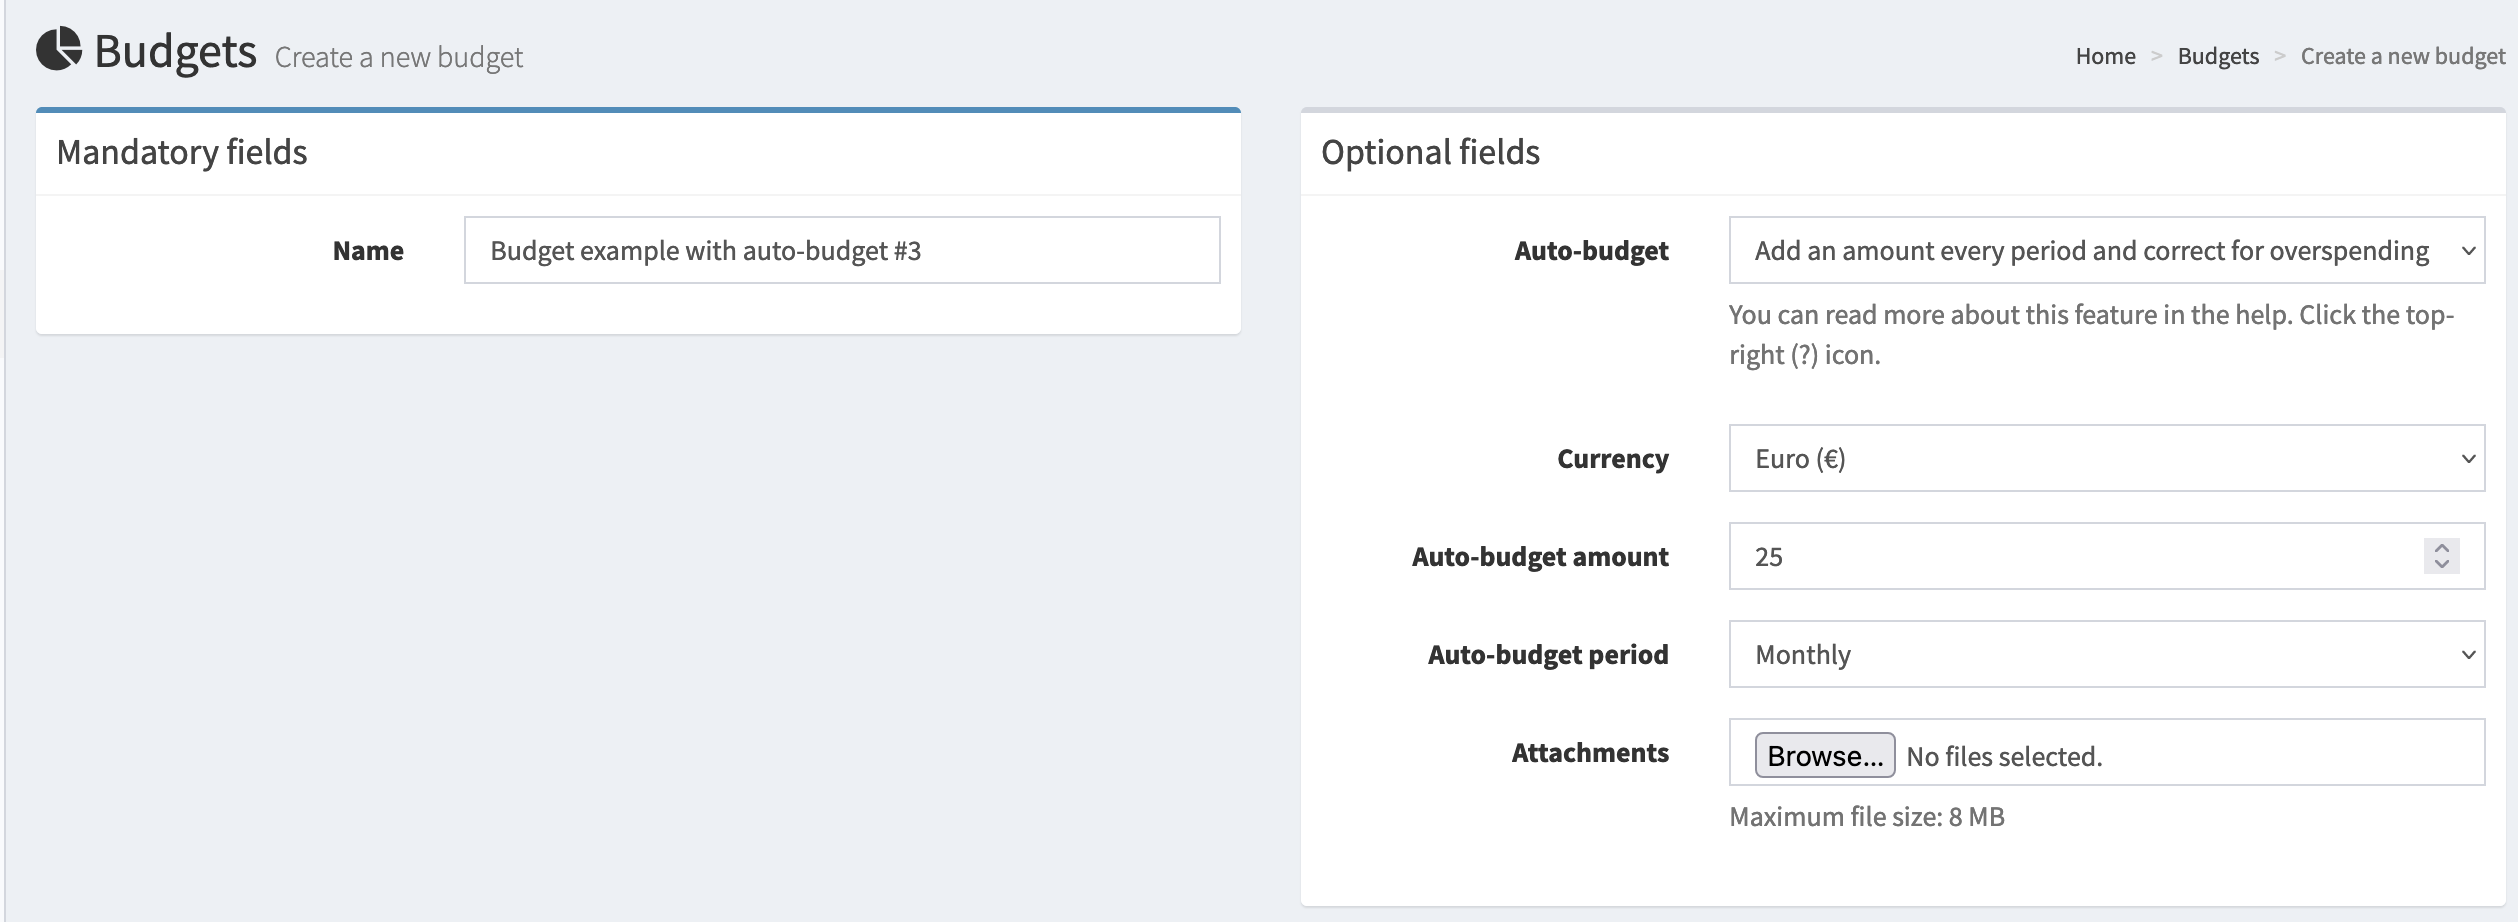 Budgets Create a new budget
Home > Budgets > Create a new budget
Mandatory fields
Name
Budget example with auto-budget #3
Optional fields
Auto-budget
Add an amount every period and correct for overspending
You can read more about this feature in the help. Click the top-
right (?) icon.
Currency
Euro (€)
Auto-budget amount
25
Auto-budget period
Monthly
Attachments
Browse... No files selected.
Maximum file size: 8 MB